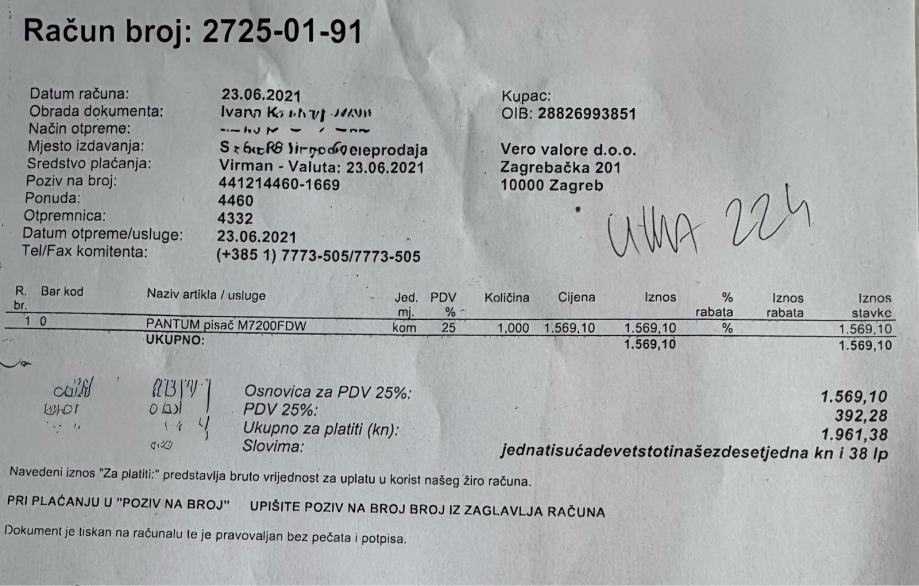 Račun broj: 2725-01-91
Datum računa: 23.06.2021
Obrada dokumenta: Ivann
Način otpreme:
Mjesto izdavanja:
Sredstvo plaćanja: Virman - Valuta: 23.06.2021
Poziv na broj: 441214460-1669
Ponuda: 4460
Otpremnica: 4332
Datum otpreme/usluge: 23.06.2021
Tel/Fax komitenta: (+385 1) 7773-505/7773-505
Kupac:
OIB: 28826993851
Vero valore d.o.o.
Zagrebačka 201
10000 Zagreb
224
R. br. Bar kod Naziv artikla / usluge Jed. mj. PDV % Količina Cijena Iznos % rabata Iznos rabata Iznos stavke
1 0 PANTUM pisač M7200FDW kom 25 1,000 1.569,10 1.569,10 % 1.569,10
UKUPNO: 1.569,10 1.569,10
Osnovica za PDV 25%: 1.569,10
PDV 25%: 392,28
Ukupno za platiti (kn): 1.961,38
Slovima: jednatisućadevetstotinašezdesetjedna kn i 38 lp
Navedeni iznos "Za platiti:" predstavlja bruto vrijednost za uplatu u korist našeg žiro računa.
PRI PLAĆANJU U "POZIV NA BROJ" UPIŠITE POZIV NA BROJ BROJ IZ ZAGLAVLJA RAČUNA
Dokument je tiskan na računalu te je pravovaljan bez pečata i potpisa.